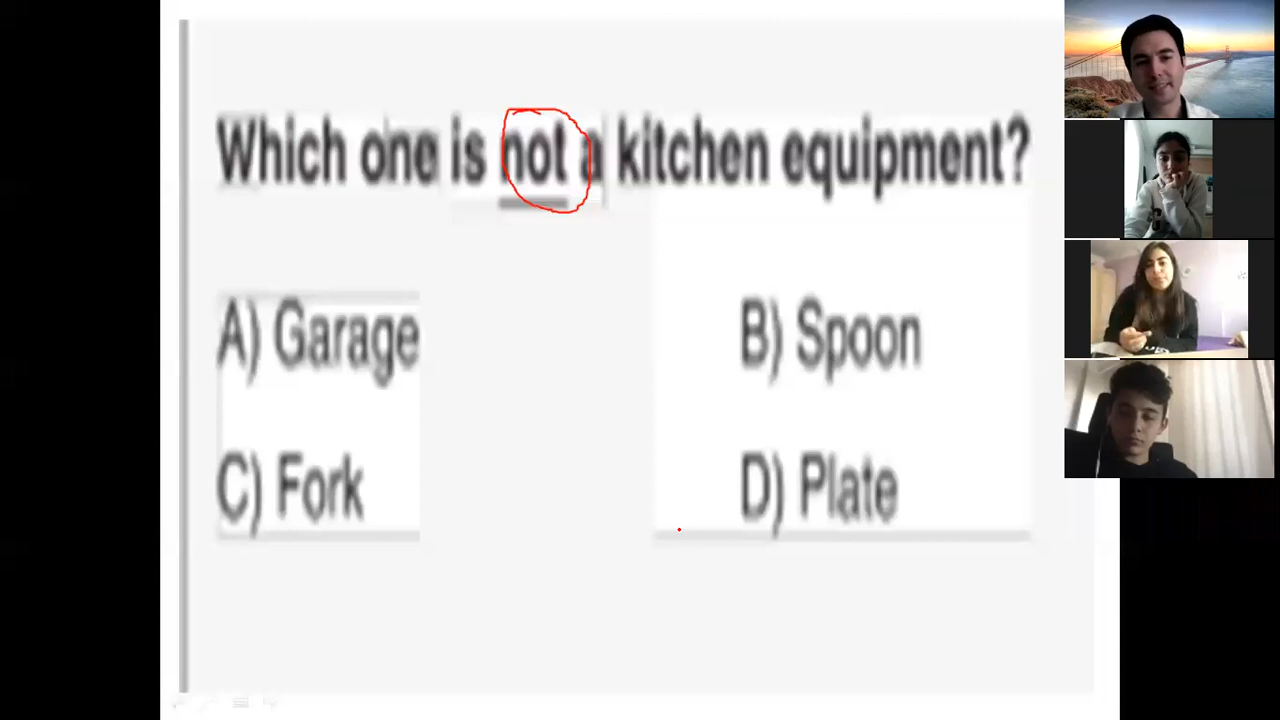 Which one is not a kitchen equipment?
A) Garage
B) Spoon
C) Fork
D) Plate